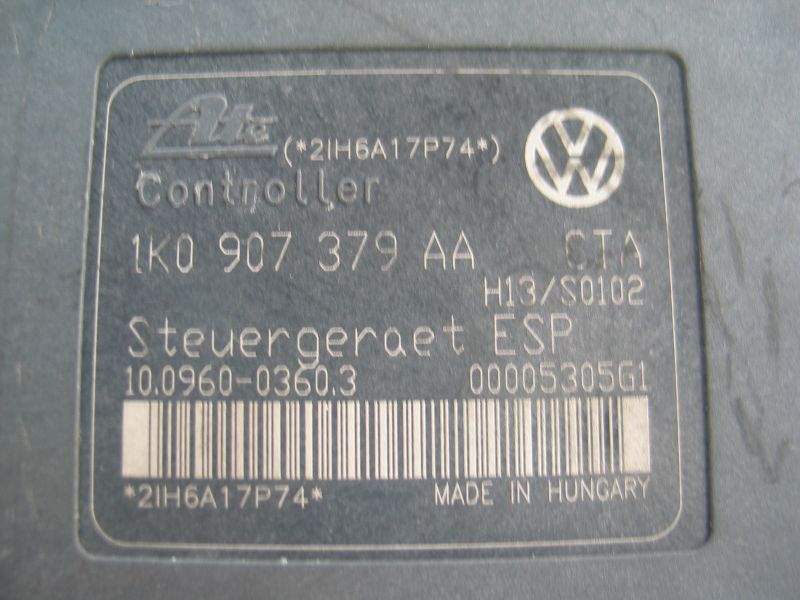 Ate (*2IH6A17P74*)
Controller
1K0 907 379 AA
H13/S0102
Steuergeraet ESP
10.0960-0360.3 00005305G1
*2IH6A17P74*
MADE IN HUNGARY